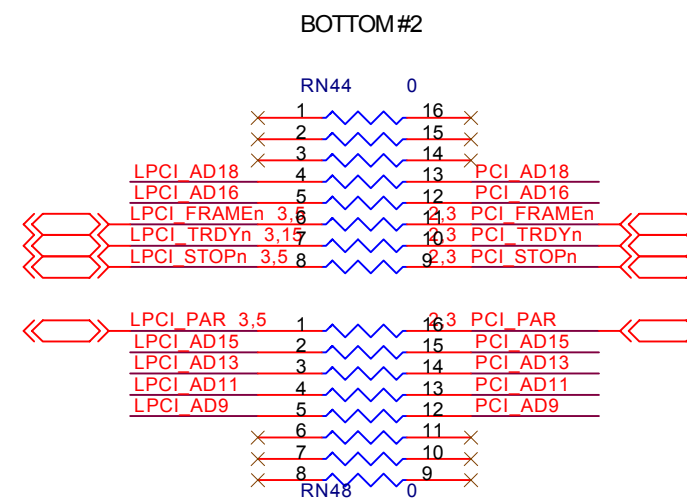 BOTTOM #2
RN44 0
1 16
2 15
3 14
LPCI_AD18 4 13 PCI_AD18
LPCI_AD16 5 12 PCI_AD16
LPCI_FRAMEn 3,5 6 11 2,3 PCI_FRAMEn
LPCI_TRDYn 3,15 7 10 2,3 PCI_TRDYn
LPCI_STOPn 3,5 8 9 2,3 PCI_STOPn
LPCI_PAR 3,5 1 16 2,3 PCI_PAR
LPCI_AD15 2 15 PCI_AD15
LPCI_AD13 3 14 PCI_AD13
LPCI_AD11 4 13 PCI_AD11
LPCI_AD9 5 12 PCI_AD9
6 11
7 10
8 9
RN48 0